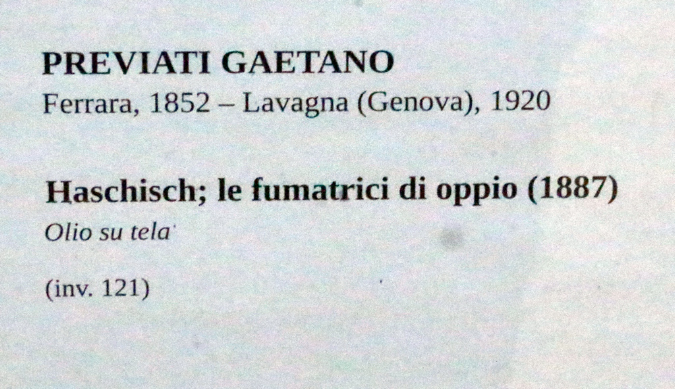 PREVIATI GAETANO
Ferrara, 1852 – Lavagna (Genova), 1920
Haschisch; le fumatrici di oppio (1887)
Olio su tela
(inv. 121)